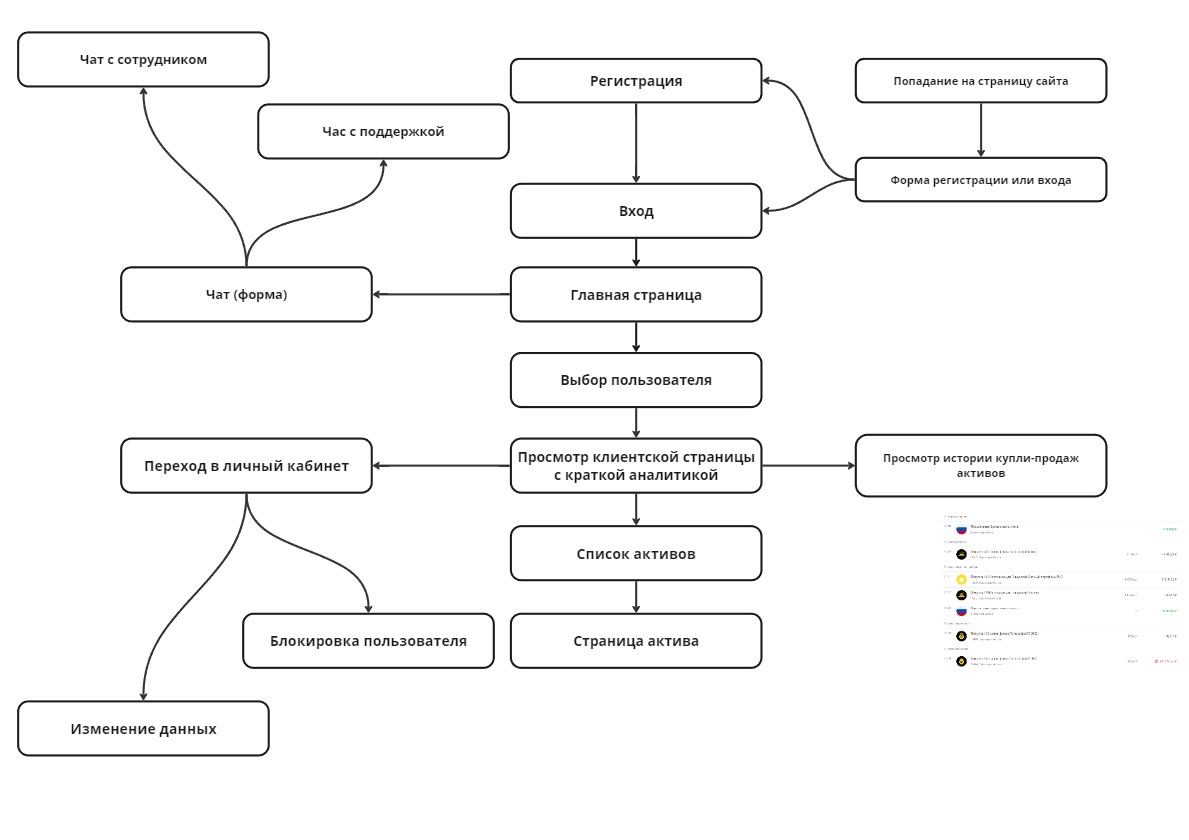 Чат с сотрудником
Регистрация
Попадание на страницу сайта
Час с поддержкой
Форма регистрации или входа
Вход
Чат (форма)
Главная страница
Выбор пользователя
Переход в личный кабинет
Просмотр клиентской страницы
с краткой аналитикой
Просмотр истории купли-продаж
активов
Список активов
Блокировка пользователя
Страница актива
Изменение данных